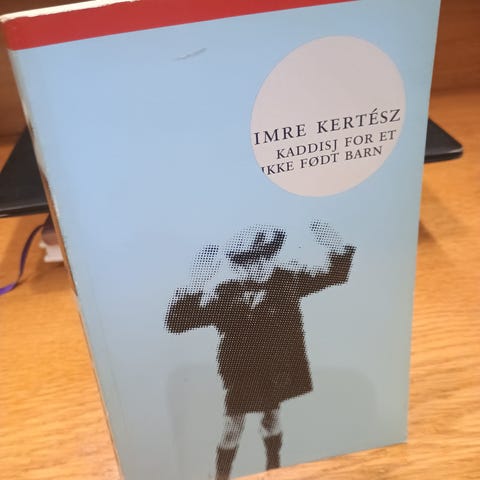 IMRE KERTÉSZ
KADDISJ FOR ET
IKKE FØDT BARN